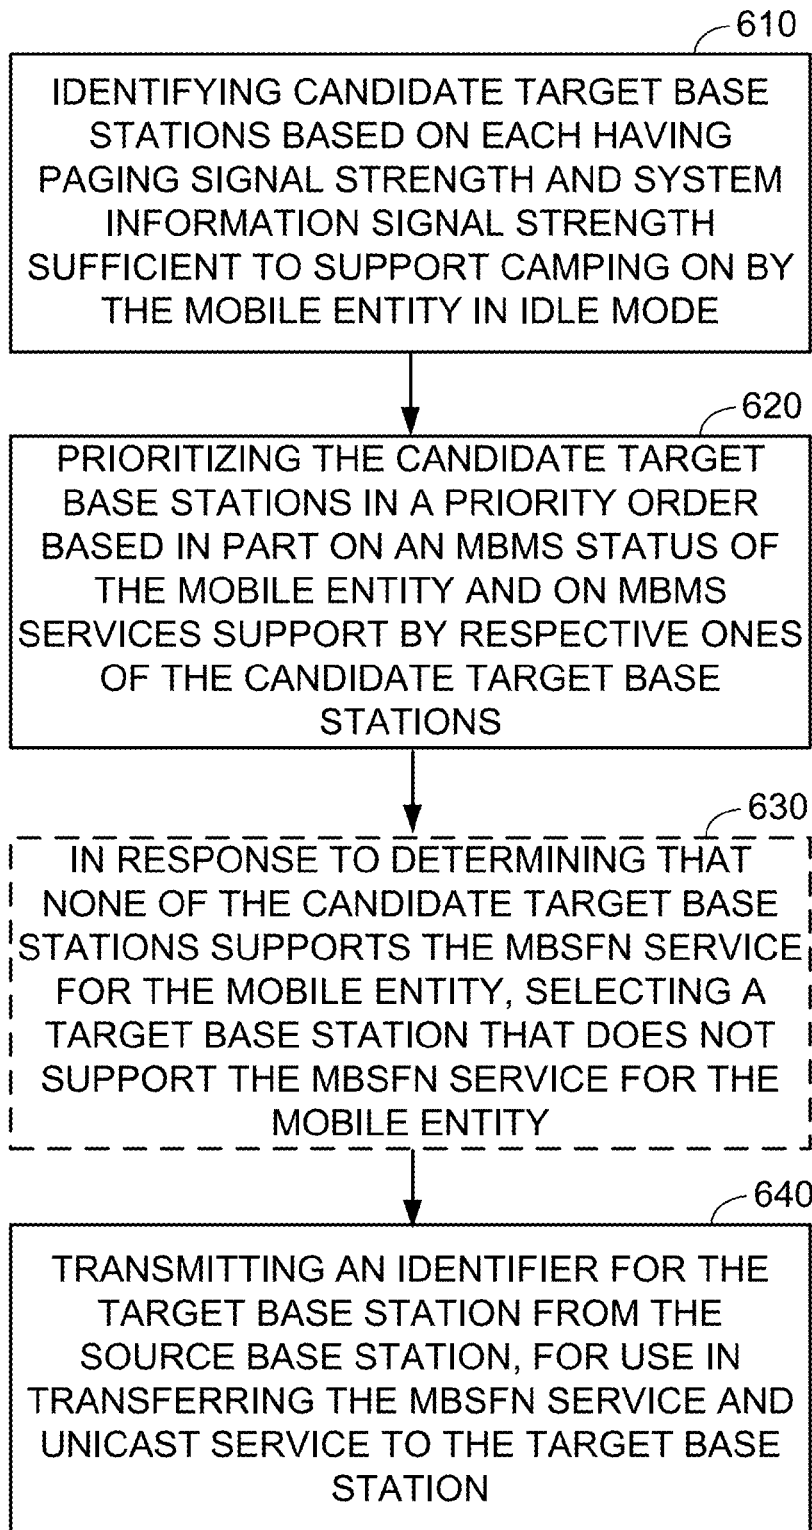 610
IDENTIFYING CANDIDATE TARGET BASE
STATIONS BASED ON EACH HAVING
PAGING SIGNAL STRENGTH AND SYSTEM
INFORMATION SIGNAL STRENGTH
SUFFICIENT TO SUPPORT CAMPING ON BY
THE MOBILE ENTITY IN IDLE MODE
620
PRIORITIZING THE CANDIDATE TARGET
BASE STATIONS IN A PRIORITY ORDER
BASED IN PART ON AN MBMS STATUS OF
THE MOBILE ENTITY AND ON MBMS
SERVICES SUPPORT BY RESPECTIVE ONES
OF THE CANDIDATE TARGET BASE
STATIONS
630
IN RESPONSE TO DETERMINING THAT
NONE OF THE CANDIDATE TARGET BASE
STATIONS SUPPORTS THE MBSFN SERVICE
FOR THE MOBILE ENTITY, SELECTING A
TARGET BASE STATION THAT DOES NOT
SUPPORT THE MBSFN SERVICE FOR THE
MOBILE ENTITY
640
TRANSMITTING AN IDENTIFIER FOR THE
TARGET BASE STATION FROM THE
SOURCE BASE STATION, FOR USE IN
TRANSFERRING THE MBSFN SERVICE AND
UNICAST SERVICE TO THE TARGET BASE
STATION